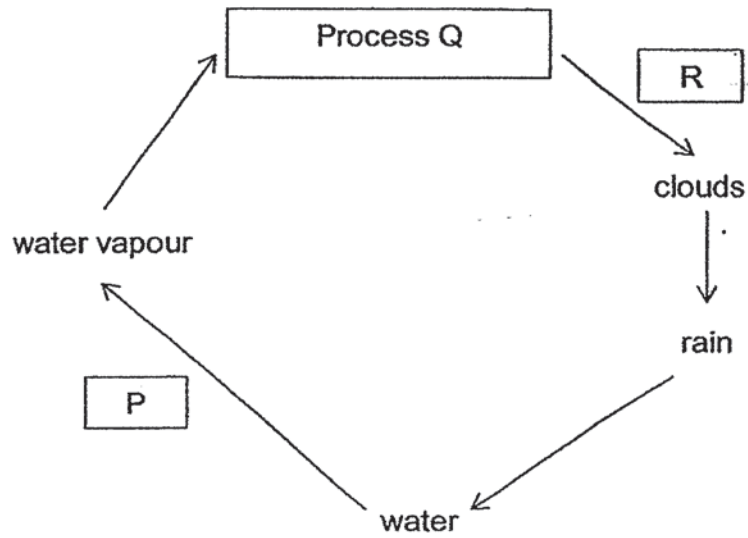 Process Q
R
clouds
water vapour
rain
P
water